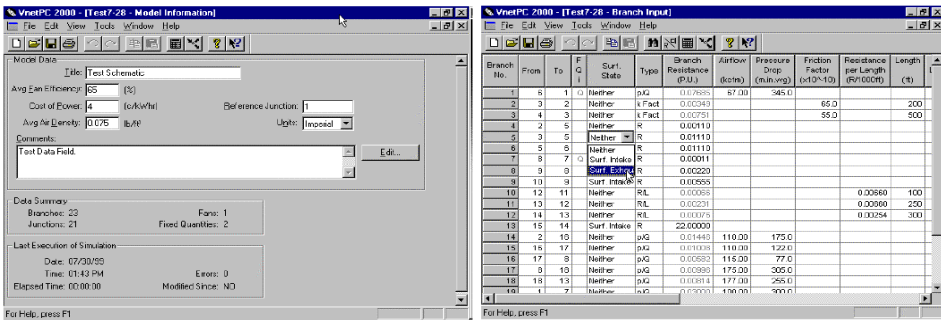 VnetPC 2000 - [Test7-28 - Model Information]
File Edit View Tools Window Help
Model Data
Title: Test Schematic
Avg Fan Efficiency: 65 (%)
Cost of Power: 4 (c/kWhr) Reference Junction: 1
Avg Air Density: 0.075 lb/ft³ Units: Imperial
Comments:
Test Data Field.
Edit...
Data Summary
Branches: 23 Fans: 1
Junctions: 21 Fixed Quantities: 2
Last Execution of Simulation
Date: 07/30/99
Time: 01:43 PM Errors: 0
Elapsed Time: 00:00:00 Modified Since: NO
For Help, press F1
VnetPC 2000 - [Test7-28 - Branch Input]
File Edit View Tools Window Help
Branch No. From To F Q I Surf. State Type Branch Resistance (P.U.) Airflow (kcfm) Pressure Drop (m.in.wg) Friction Factor (x10^-10) Resistance per Length (R/1000ft) Length (ft)
1 6 1 Q Neither p/Q 0.07685 67.00 345.0
2 3 2 Neither k Fact 0.00349 65.0 200
3 4 3 Neither k Fact 0.00751 55.0 500
4 2 5 Neither R 0.00110
5 3 5 Neither R 0.01110
6 5 6 Neither R 0.01110
7 8 7 Q Surf. Intake R 0.00011
8 9 8 Surf. Exhau R 0.00220
9 10 9 Surf. Intake R 0.00555
10 12 11 Neither R/L 0.00066 0.00660 100
11 13 12 Neither R/L 0.00231 250
12 14 13 Neither R/L 0.00076 0.00254 300
13 15 14 Surf. Intake R 22.00000
14 2 16 Neither p/Q 0.01446 110.00 175.0
15 16 17 Neither p/Q 0.01008 110.00 122.0
16 17 8 Neither p/Q 0.00582 115.00 77.0
17 8 18 Neither p/Q 0.00996 175.00 305.0
18 18 13 Neither p/Q 0.00814 177.00 255.0
19 1 7 Neither p/Q 0.03000 100.00 300.0
For Help, press F1